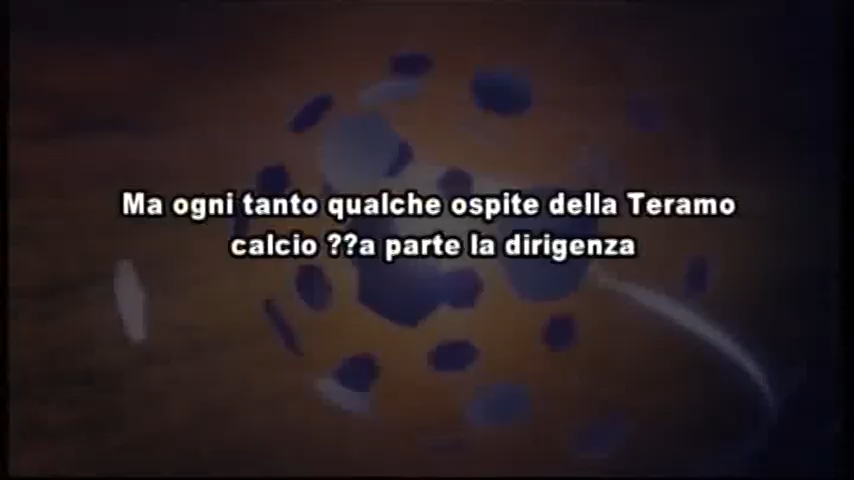 Ma ogni tanto qualche ospite della Teramo
calcio ??a parte la dirigenza